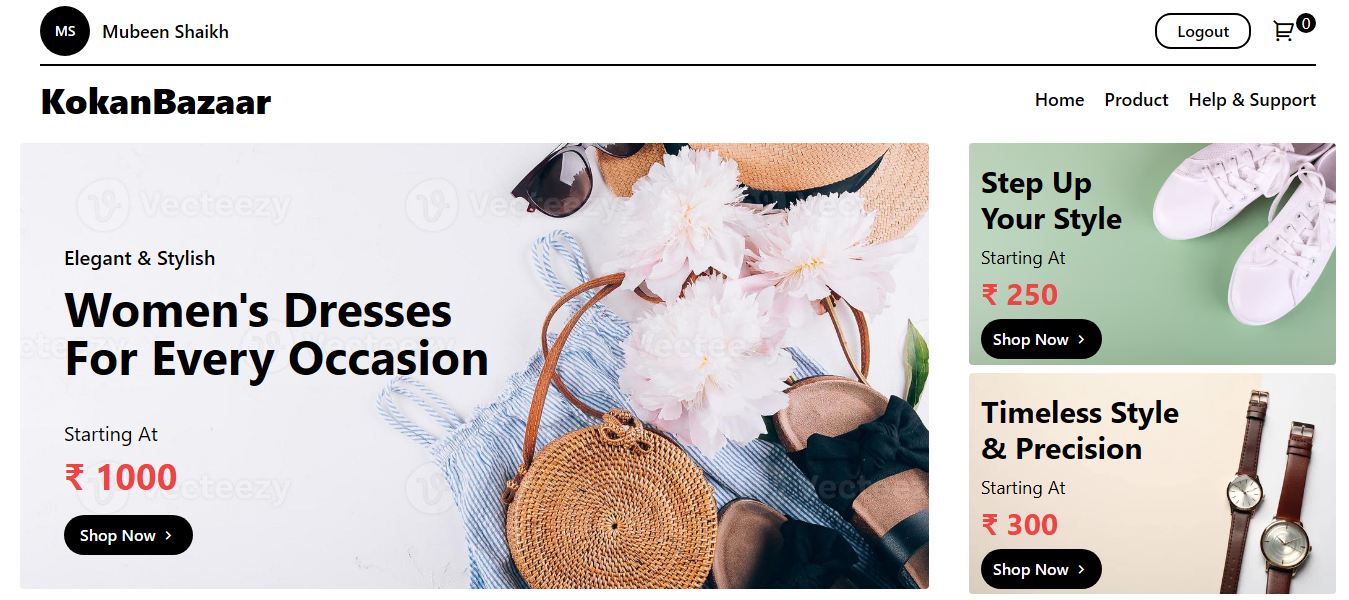 MS
Mubeen Shaikh
Logout
0
KokanBazaar
Home
Product
Help & Support
Vecteezy
Vecteezy
Elegant & Stylish
Women's Dresses
For Every Occasion
Starting At
₹ 1000
Vecteezy
Shop Now
Step Up
Your Style
Starting At
₹ 250
Shop Now
Timeless Style
& Precision
Starting At
₹ 300
Shop Now